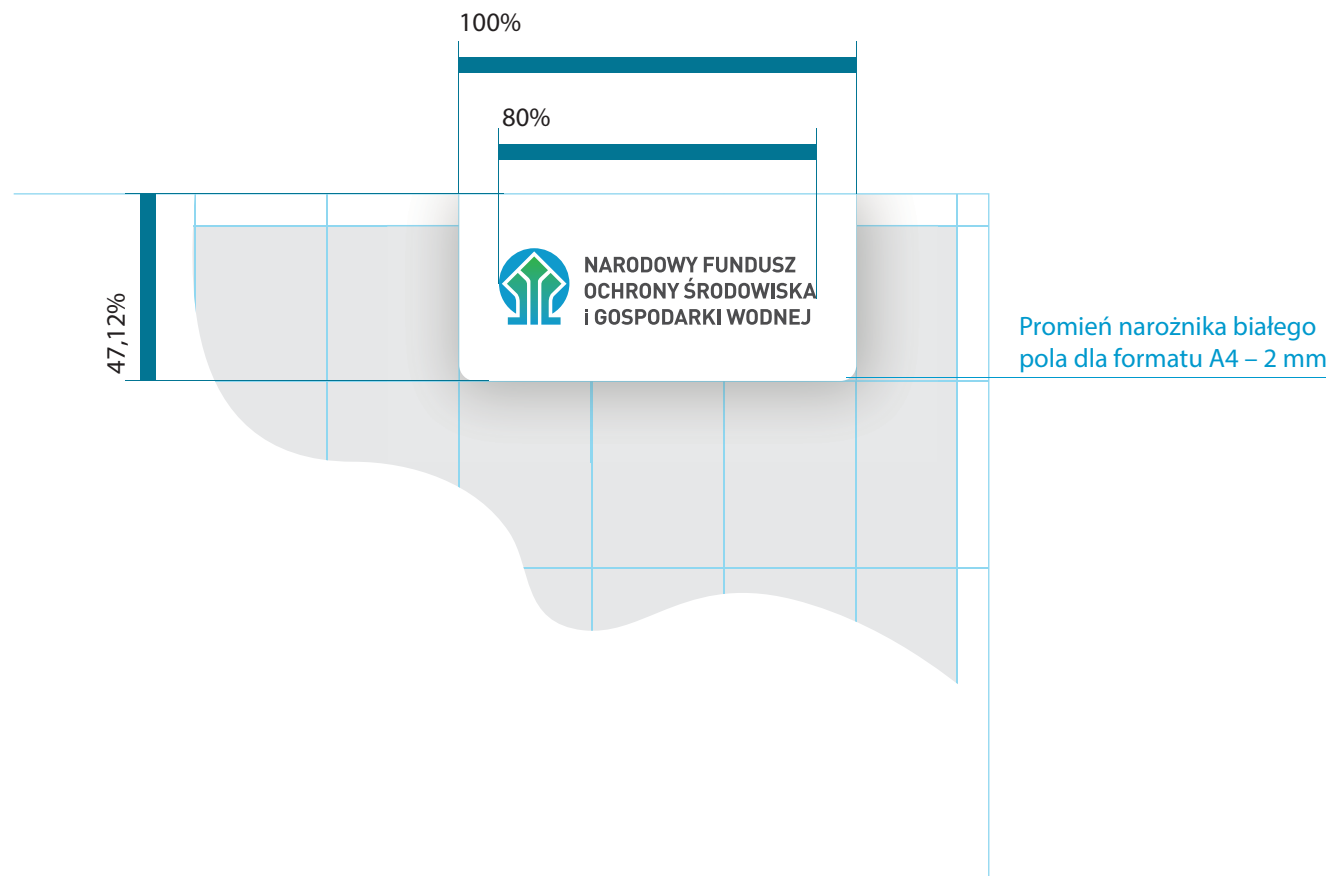 100%
80%
47,12%
NARODOWY FUNDUSZ
OCHRONY ŚRODOWISKA
i GOSPODARKI WODNEJ
Promień narożnika białego
pola dla formatu A4 – 2 mm